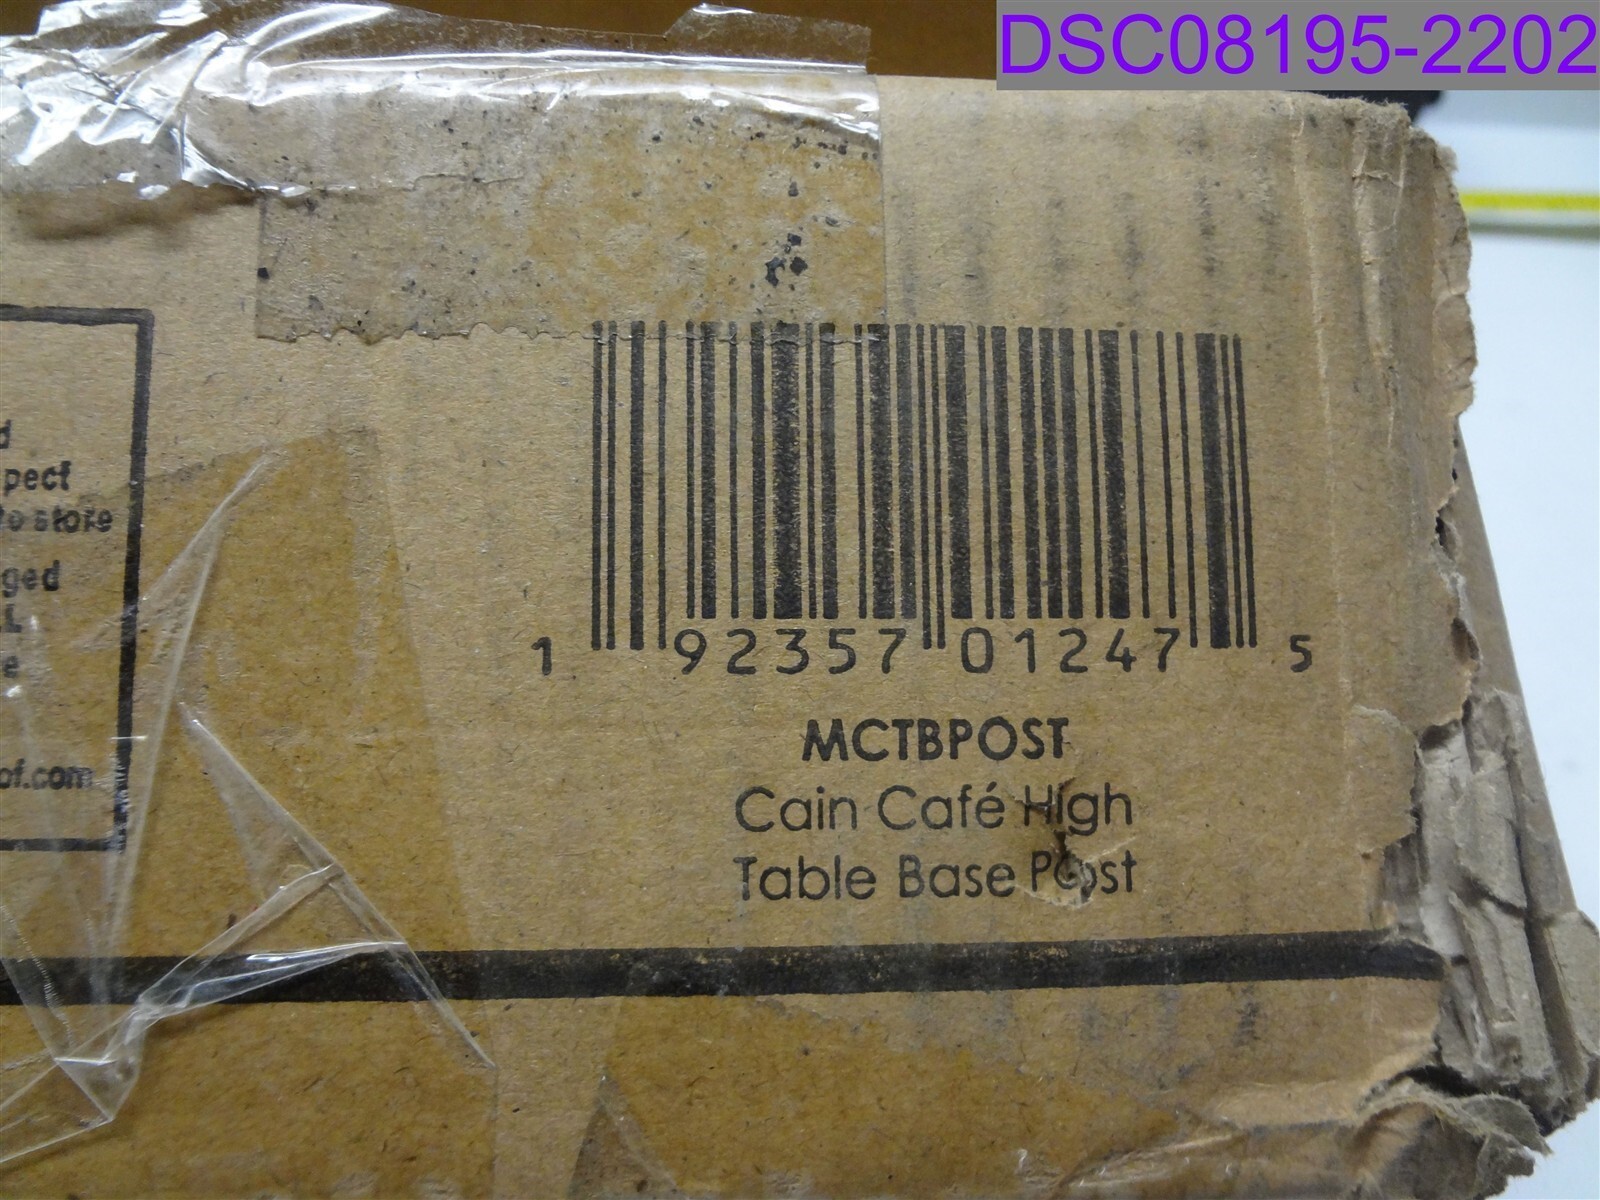 DSC08195-2202
d
pect
to store
ged
e
of.com
1 92357 01247 5
MCTBPOST
Cain Café High
Table Base Post